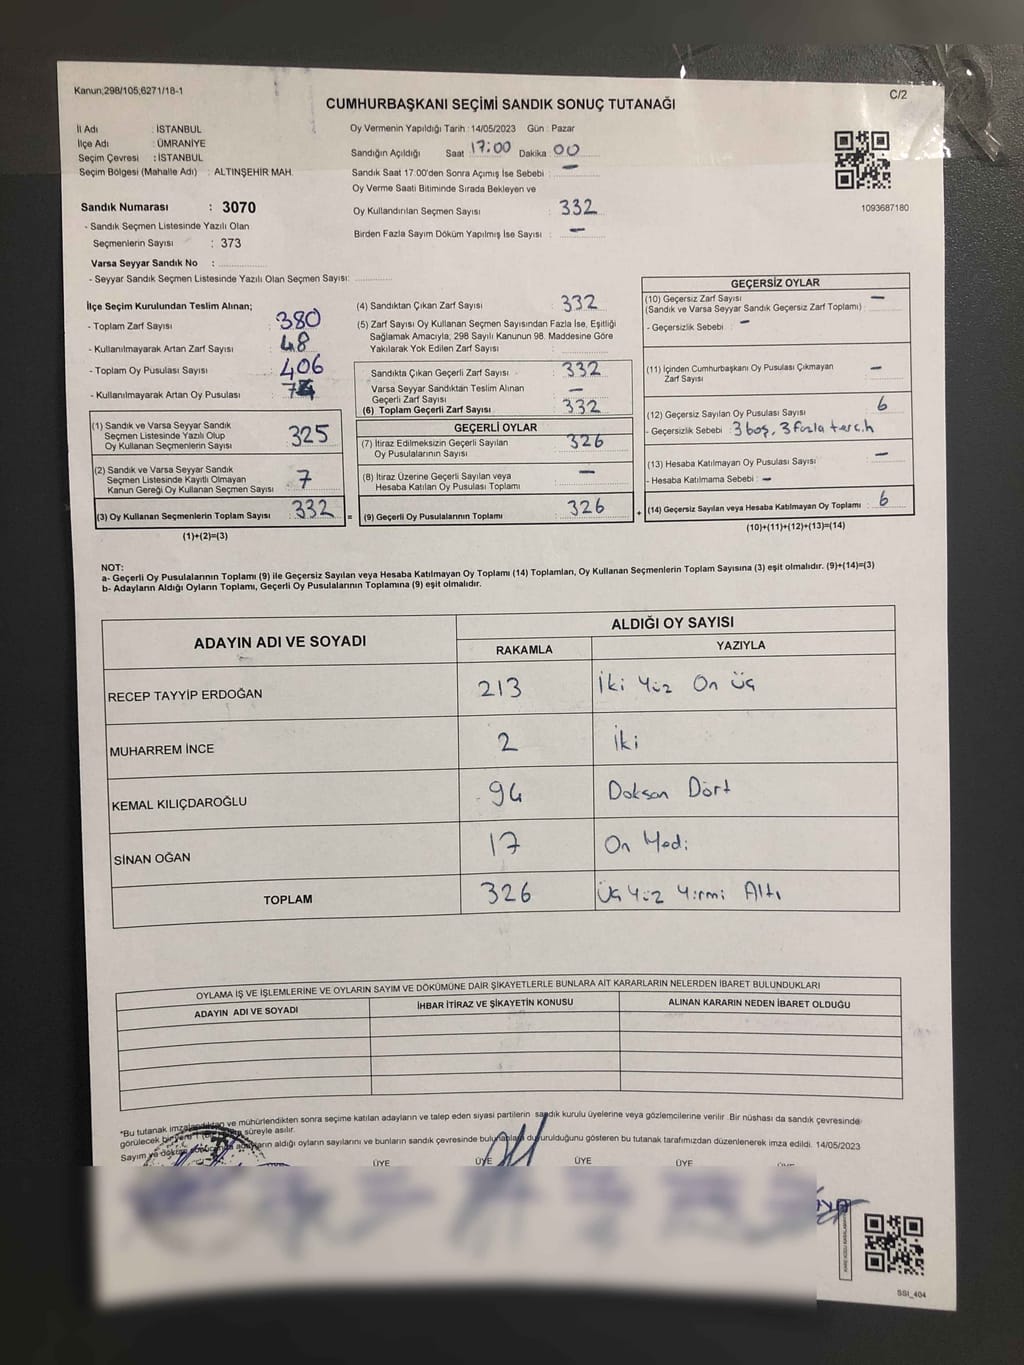 Kanun;298/105,6271/18-1
C/2
CUMHURBAŞKANI SEÇİMİ SANDIK SONUÇ TUTANAĞI
İl Adı : İSTANBUL
İlçe Adı : ÜMRANİYE
Seçim Çevresi : İSTANBUL
Seçim Bölgesi (Mahalle Adı) : ALTINŞEHİR MAH.
Sandık Numarası : 3070
- Sandık Seçmen Listesinde Yazılı Olan
Seçmenlerin Sayısı : 373
Varsa Seyyar Sandık No :
- Seyyar Sandık Seçmen Listesinde Yazılı Olan Seçmen Sayısı:
Oy Vermenin Yapıldığı Tarih : 14/05/2023 Gün : Pazar
Sandığın Açıldığı Saat 17:00 Dakika 00
Sandık Saat 17.00'den Sonra Açımış İse Sebebi : –
Oy Verme Saati Bitiminde Sırada Bekleyen ve
Oy Kullandırılan Seçmen Sayısı : 332
Birden Fazla Sayım Döküm Yapılmış İse Sayısı : –
1093687180
İlçe Seçim Kurulundan Teslim Alınan;
- Toplam Zarf Sayısı : 380
- Kullanılmayarak Artan Zarf Sayısı : 48
- Toplam Oy Pusulası Sayısı : 406
- Kullanılmayarak Artan Oy Pusulası :
(1) Sandık ve Varsa Seyyar Sandık
Seçmen Listesinde Yazılı Olup
Oy Kullanan Seçmenlerin Sayısı : 325
(2) Sandık ve Varsa Seyyar Sandık
Seçmen Listesinde Kayıtlı Olmayan
Kanun Gereği Oy Kullanan Seçmen Sayısı : 7
(3) Oy Kullanan Seçmenlerin Toplam Sayısı : 332
(1)+(2)=(3)
=
(4) Sandıktan Çıkan Zarf Sayısı : 332
(5) Zarf Sayısı Oy Kullanan Seçmen Sayısından Fazla İse, Eşitliği
Sağlamak Amacıyla, 298 Sayılı Kanunun 98. Maddesine Göre
Yakılarak Yok Edilen Zarf Sayısı :
Sandıkta Çıkan Geçerli Zarf Sayısı : 332
Varsa Seyyar Sandıktan Teslim Alınan
Geçerli Zarf Sayısı : –
(6) Toplam Geçerli Zarf Sayısı : 332
GEÇERLİ OYLAR
(7) İtiraz Edilmeksizin Geçerli Sayılan
Oy Pusulalarının Sayısı : 326
(8) İtiraz Üzerine Geçerli Sayılan veya
Hesaba Katılan Oy Pusulası Toplamı : –
(9) Geçerli Oy Pusulalarının Toplamı : 326
+
GEÇERSİZ OYLAR
(10) Geçersiz Zarf Sayısı : –
(Sandık ve Varsa Seyyar Sandık Geçersiz Zarf Toplamı)
- Geçersizlik Sebebi : –
(11) İçinden Cumhurbaşkanı Oy Pusulası Çıkmayan
Zarf Sayısı : –
(12) Geçersiz Sayılan Oy Pusulası Sayısı : 6
- Geçersizlik Sebebi : 3 boş, 3 fazla tercih
(13) Hesaba Katılmayan Oy Pusulası Sayısı : –
- Hesaba Katılmama Sebebi : –
(14) Geçersiz Sayılan veya Hesaba Katılmayan Oy Toplamı : 6
(10)+(11)+(12)+(13)=(14)
NOT:
a- Geçerli Oy Pusulalarının Toplamı (9) ile Geçersiz Sayılan veya Hesaba Katılmayan Oy Toplamı (14) Toplamları, Oy Kullanan Seçmenlerin Toplam Sayısına (3) eşit olmalıdır. (9)+(14)=(3)
b- Adayların Aldığı Oyların Toplamı, Geçerli Oy Pusulalarının Toplamına (9) eşit olmalıdır.
ADAYIN ADI VE SOYADI ALDIĞI OY SAYISI
RAKAMLA YAZIYLA
RECEP TAYYİP ERDOĞAN 213 İki Yüz On Üç
MUHARREM İNCE 2 İki
KEMAL KILIÇDAROĞLU 94 Doksan Dört
SİNAN OĞAN 17 On Yedi
TOPLAM 326 Üç Yüz Yirmi Altı
OYLAMA İŞ VE İŞLEMLERİNE VE OYLARIN SAYIM VE DÖKÜMÜNE DAİR ŞİKAYETLERLE BUNLARA AİT KARARLARIN NELERDEN İBARET BULUNDUKLARI
ADAYIN ADI VE SOYADI İHBAR İTİRAZ VE ŞİKAYETİN KONUSU ALINAN KARARIN NEDEN İBARET OLDUĞU
*Bu tutanak ve mühürlendikten sonra seçime katılan adayların ve talep eden siyasi partilerin sandık kurulu üyelerine veya gözlemcilerine verilir. Bir nüshası da sandık çevresinde
görülecek bir süreyle asılır.
Sayım ve aldığı oyların sayılarını ve bunların sandık çevresinde duyurulduğunu gösteren bu tutanak tarafımızdan düzenlenerek imza edildi. 14/05/2023
ÜYE ÜYE ÜYE ÜYE
SSI_404